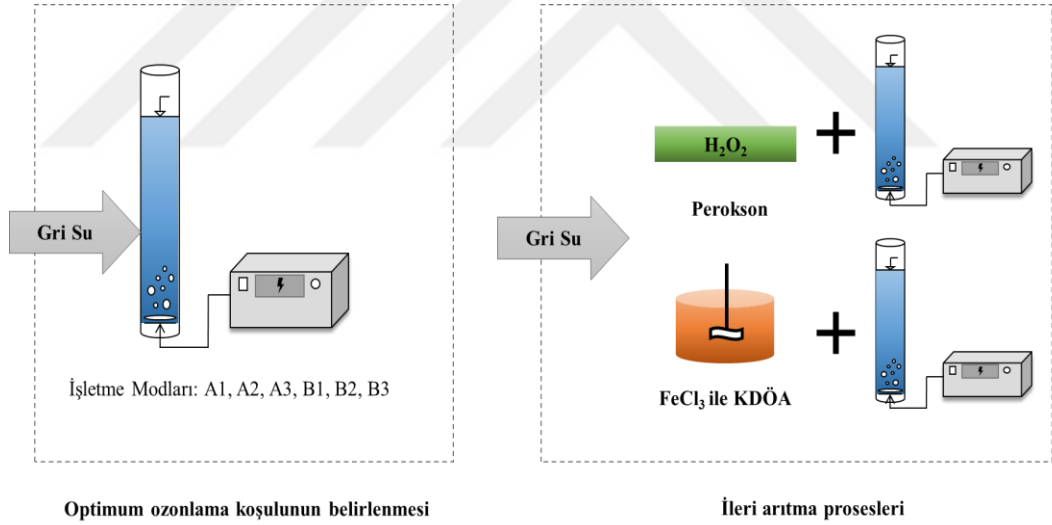 Gri Su
İşletme Modları: A1, A2, A3, B1, B2, B3
Optimum ozonlama koşulunun belirlenmesi
Gri Su
H₂O₂
Perokson
FeCl₃ ile KDÖA
İleri arıtma prosesleri